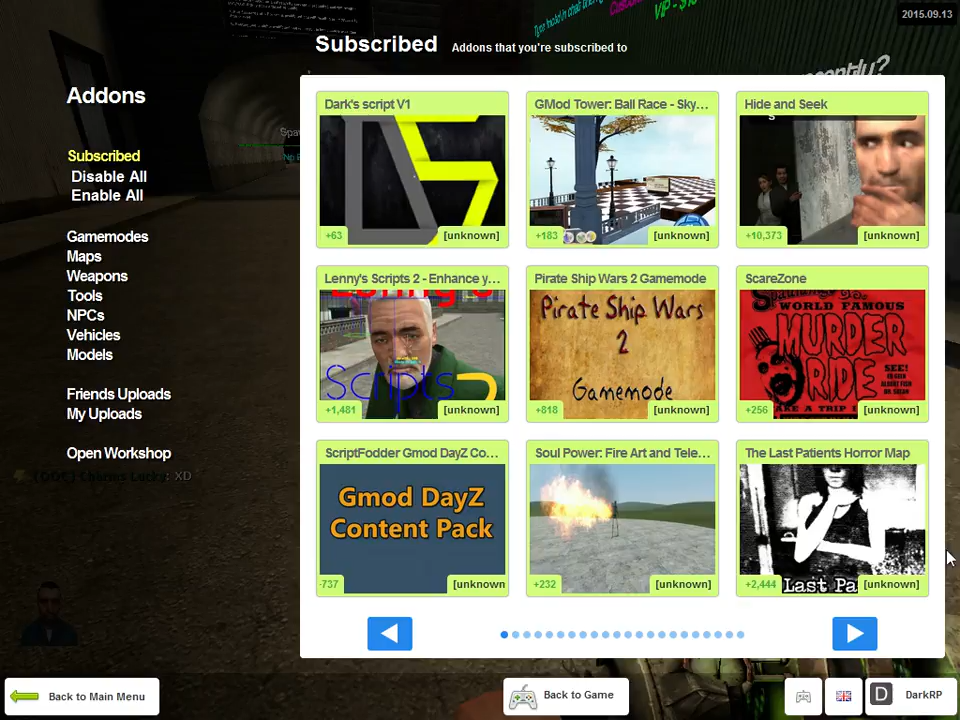 2015.09.13
Subscribed Addons that you're subscribed to
Addons
Subscribed
Disable All
Enable All
Gamemodes
Maps
Weapons
Tools
NPCs
Vehicles
Models
Friends Uploads
My Uploads
Open Workshop
Dark's script V1
+63 [unknown]
GMod Tower: Ball Race - Sky...
+183 [unknown]
Hide and Seek
+10,373 [unknown]
Lenny's Scripts 2 - Enhance y...
Scripts
+1,481 [unknown]
Pirate Ship Wars 2 Gamemode
Pirate Ship Wars
2
Gamemode
+818 [unknown]
ScareZone
WORLD FAMOUS
MURDER
RIDE
SEE!
+256 [unknown]
ScriptFodder Gmod DayZ Co...
Gmod DayZ
Content Pack
-737 [unknown
Soul Power: Fire Art and Tele...
+232 [unknown]
The Last Patients Horror Map
Last Pa
+2,444 [unknown]
: XD
Back to Main Menu
Back to Game
D DarkRP